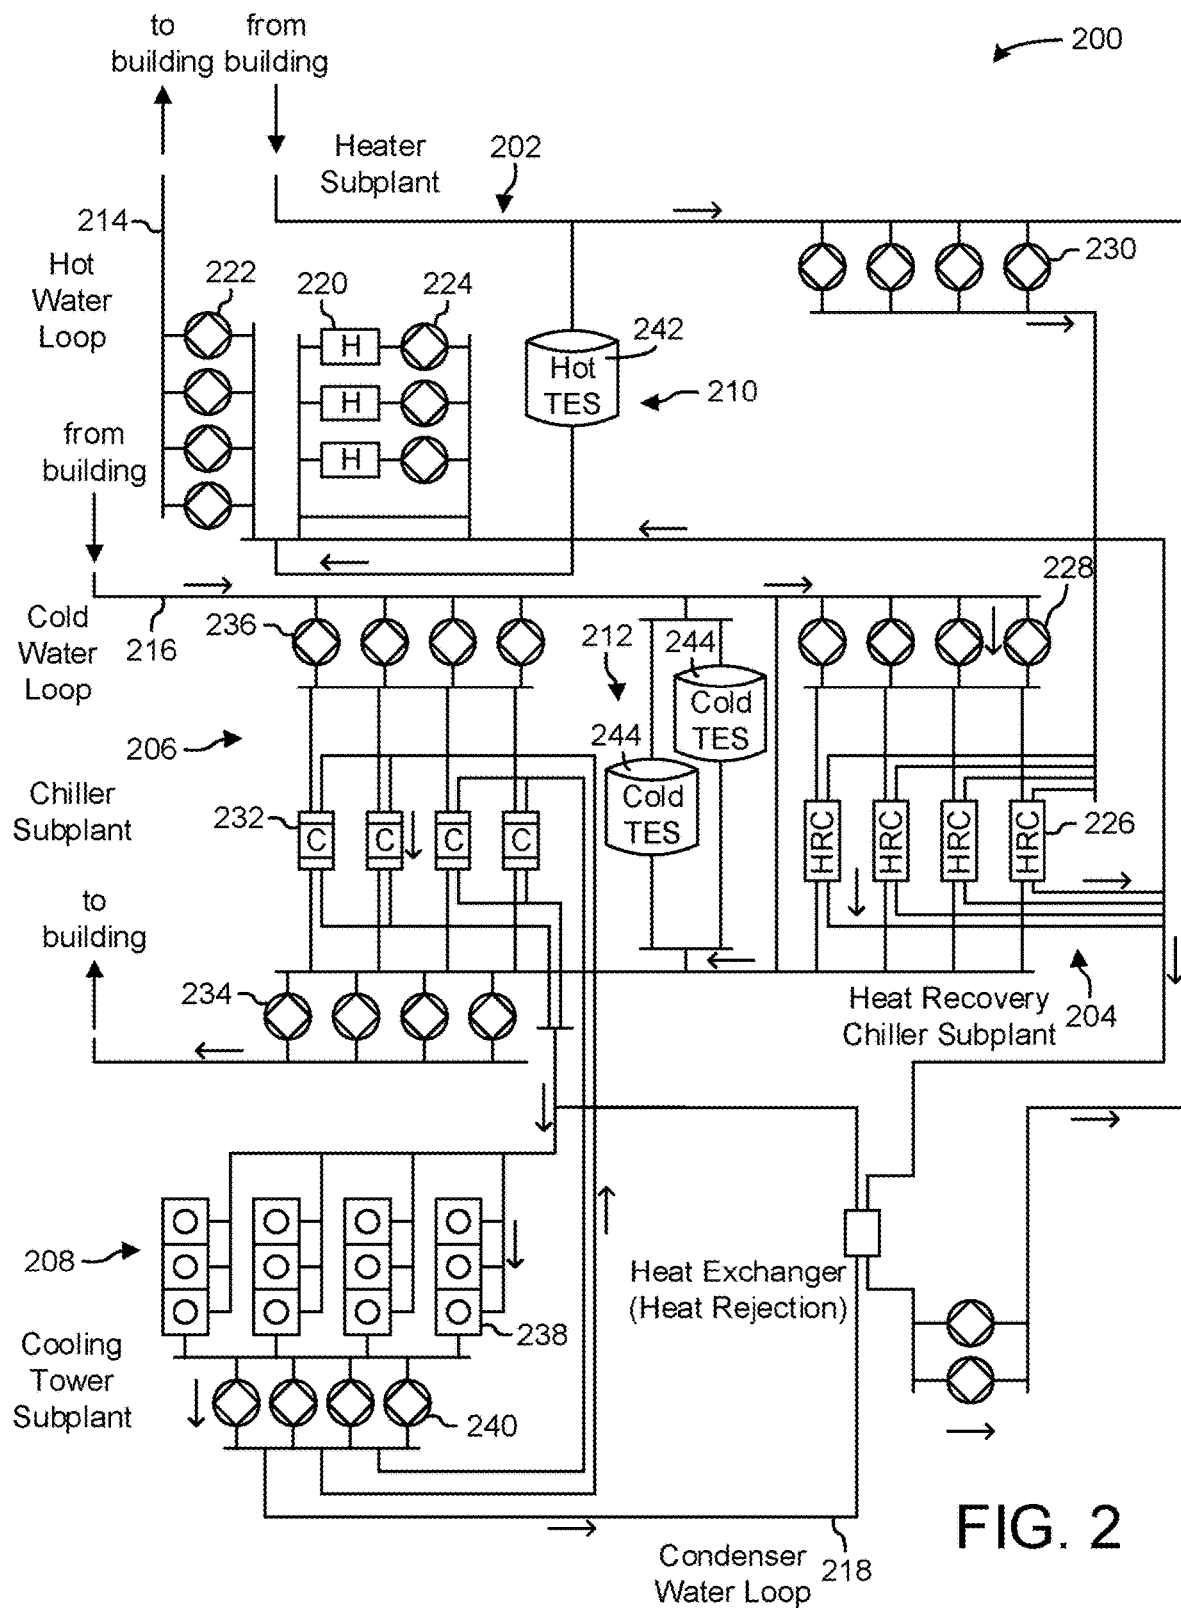 to
building
from
building
200
Heater
Subplant
202
214
Hot
Water
Loop
222
220
224
230
H
H
H
242
Hot
TES
210
from
building
228
Cold
Water
Loop
216
236
212
244
Cold
TES
244
Cold
TES
206
Chiller
Subplant
232
C
C
C
C
HRC
HRC
HRC
HRC
226
to
building
234
Heat Recovery
Chiller Subplant
204
208
Heat Exchanger
(Heat Rejection)
238
Cooling
Tower
Subplant
240
FIG. 2
Condenser
Water Loop
218